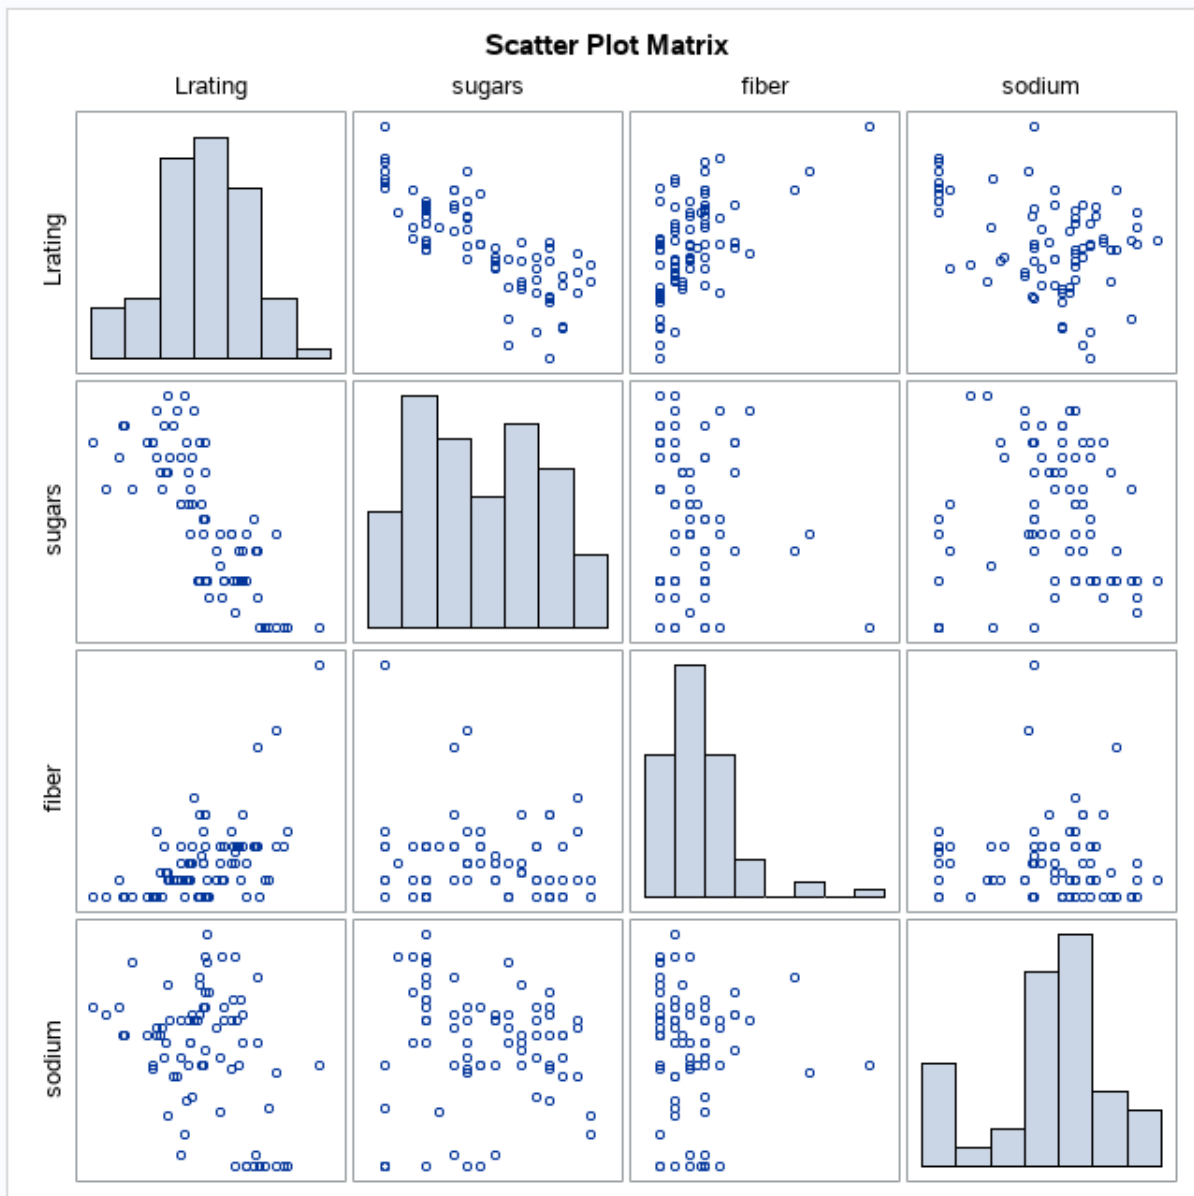 Scatter Plot Matrix
Lrating sugars fiber sodium
Lrating
sugars
fiber
sodium